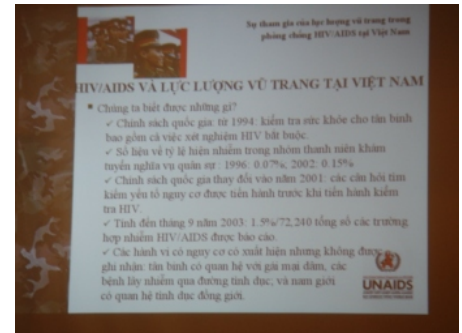 Sự tham gia của lực lượng vũ trang trong
phòng chống HIV/AIDS tại Việt Nam
HIV/AIDS VÀ LỰC LƯỢNG VŨ TRANG TẠI VIỆT NAM
Chúng ta biết được những gì?
✓ Chính sách quốc gia: từ 1994: kiểm tra sức khỏe cho tân binh
bao gồm cả việc xét nghiệm HIV bắt buộc.
✓ Số liệu về tỷ lệ hiện nhiễm trong nhóm thanh niên khám
tuyển nghĩa vụ quân sự : 1996: 0.07%; 2002: 0.15%
✓ Chính sách quốc gia thay đổi vào năm 2001: các câu hỏi tìm
kiếm yếu tố nguy cơ được tiến hành trước khi tiến hành kiểm
tra HIV.
✓ Tính đến tháng 9 năm 2003: 1.5%/72,240 tổng số các trường
hợp nhiễm HIV/AIDS được báo cáo.
✓ Các hành vi có nguy cơ có xuất hiện nhưng không được
ghi nhận: tân binh có quan hệ với gái mại dâm, các
bệnh lây nhiễm qua đường tình dục; và nam giới
có quan hệ tình dục đồng giới.
UNAIDS